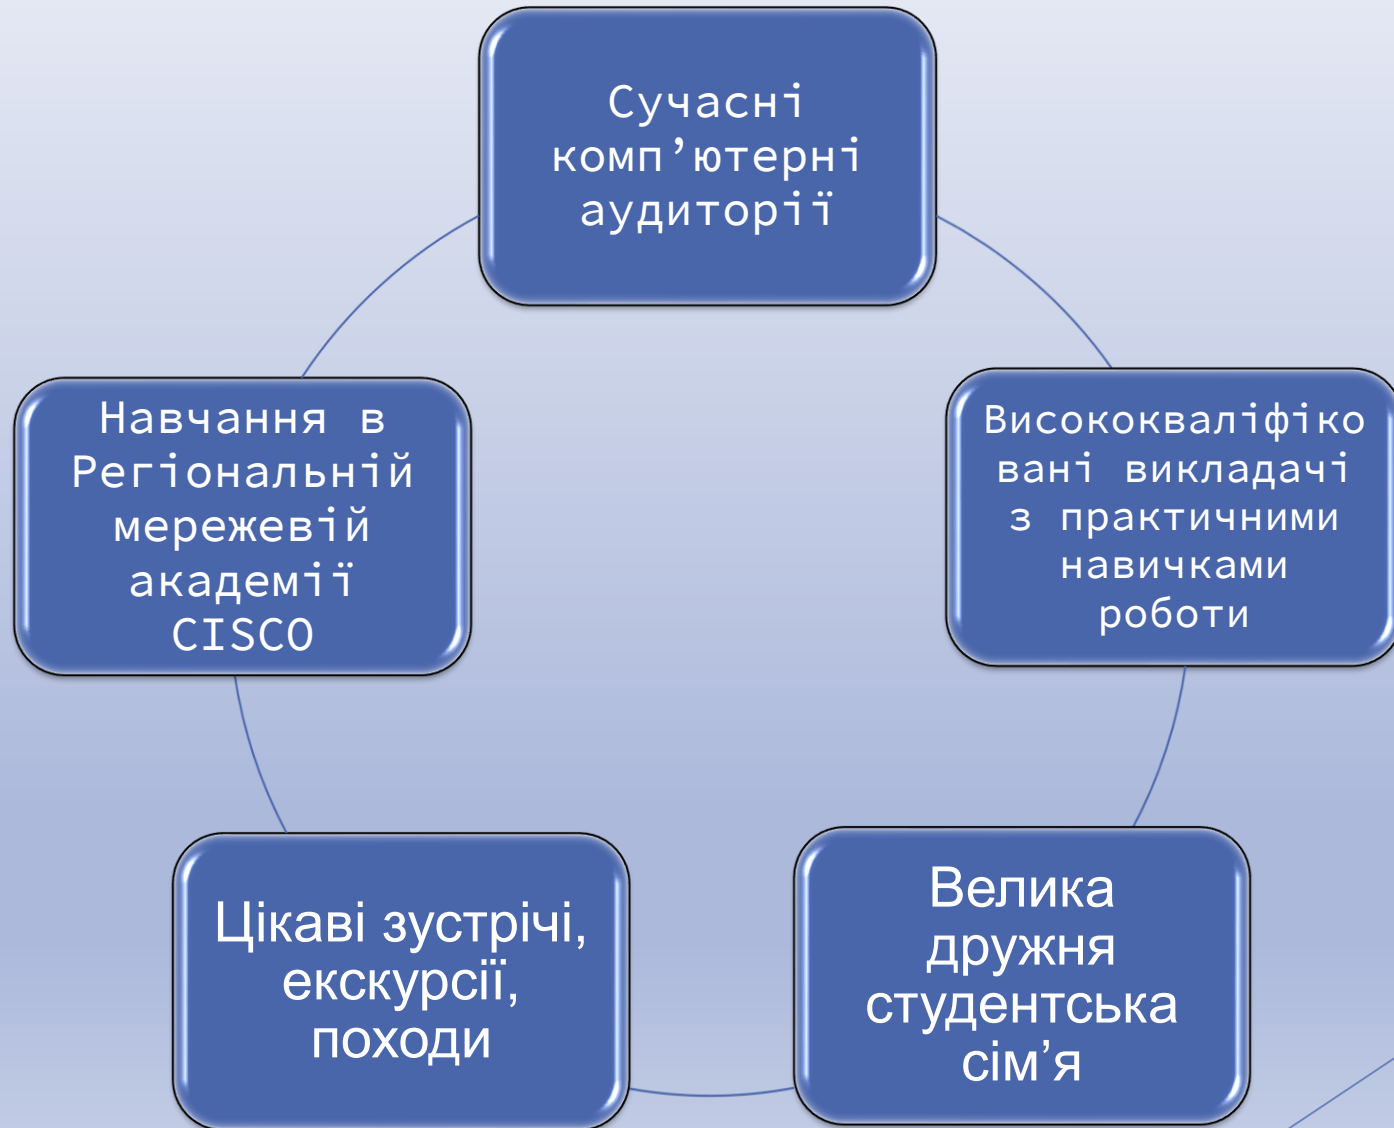 Сучасні
комп’ютерні
аудиторії
Навчання в
Регіональній
мережевій
академії
CISCO
Висококваліфіко
вані викладачі
з практичними
навичками
роботи
Цікаві зустрічі,
екскурсії,
походи
Велика
дружня
студентська
сім’я